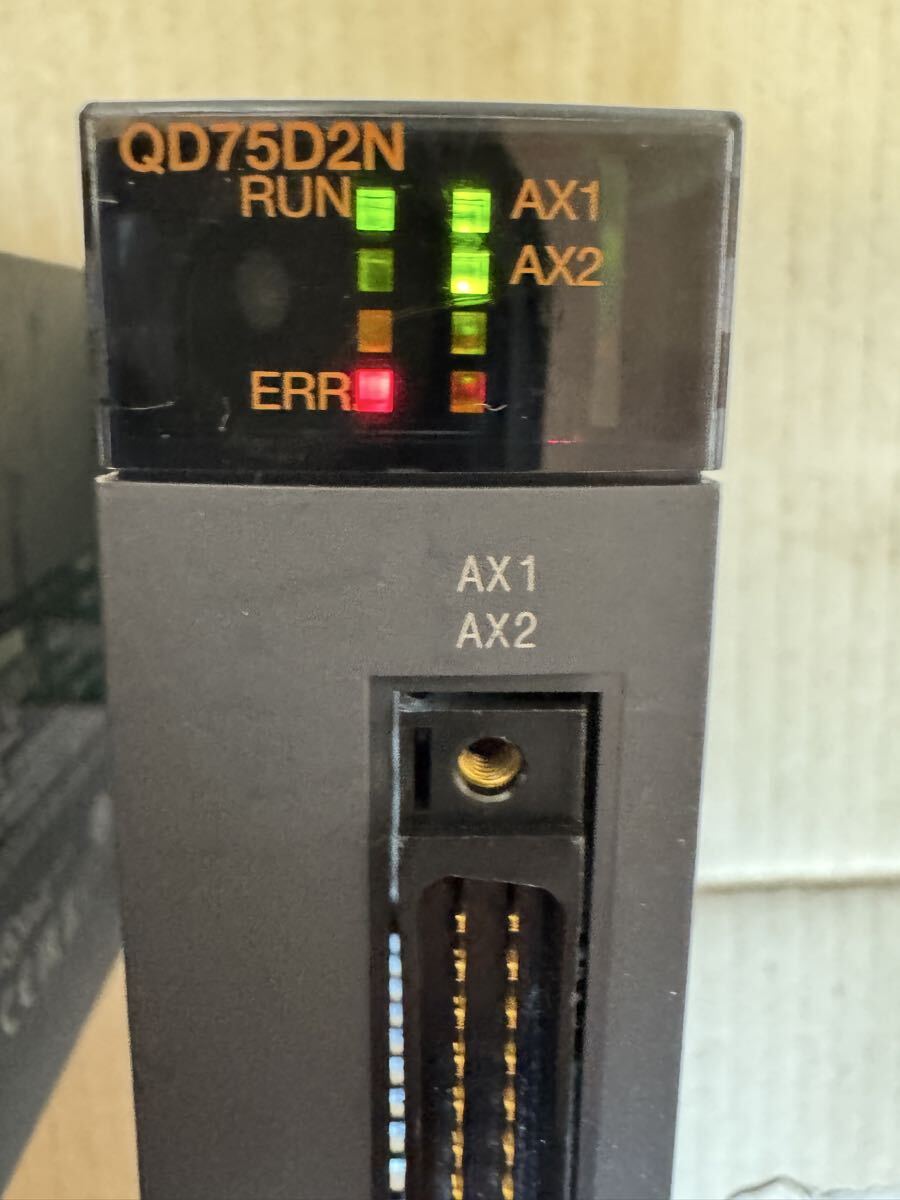 QD75D2N
RUN AX1
AX2
ERR.
AX1
AX2